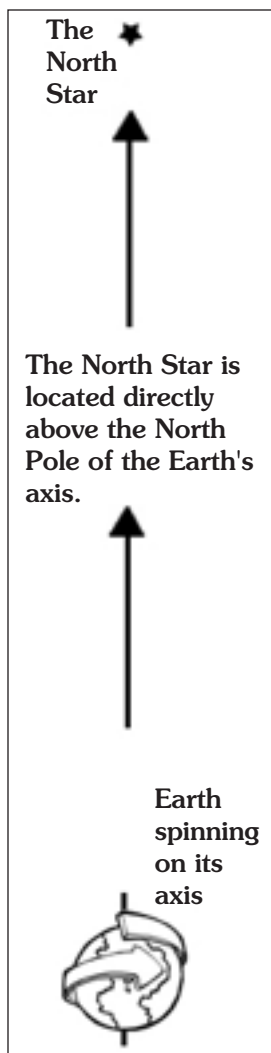 The
North
Star
The North Star is
located directly
above the North
Pole of the Earth's
axis.
Earth
spinning
on its
axis